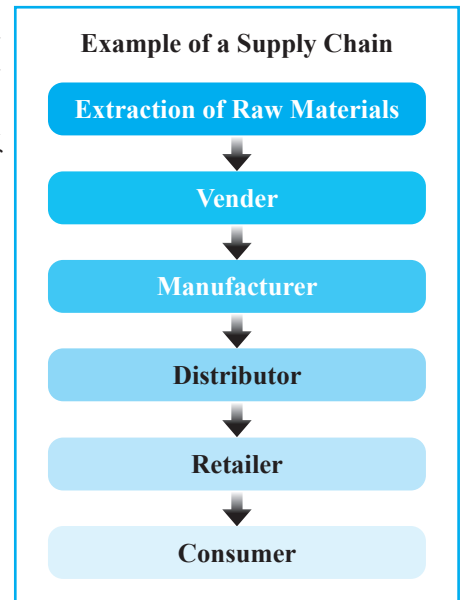 Example of a Supply Chain
Extraction of Raw Materials
Vender
Manufacturer
Distributor
Retailer
Consumer